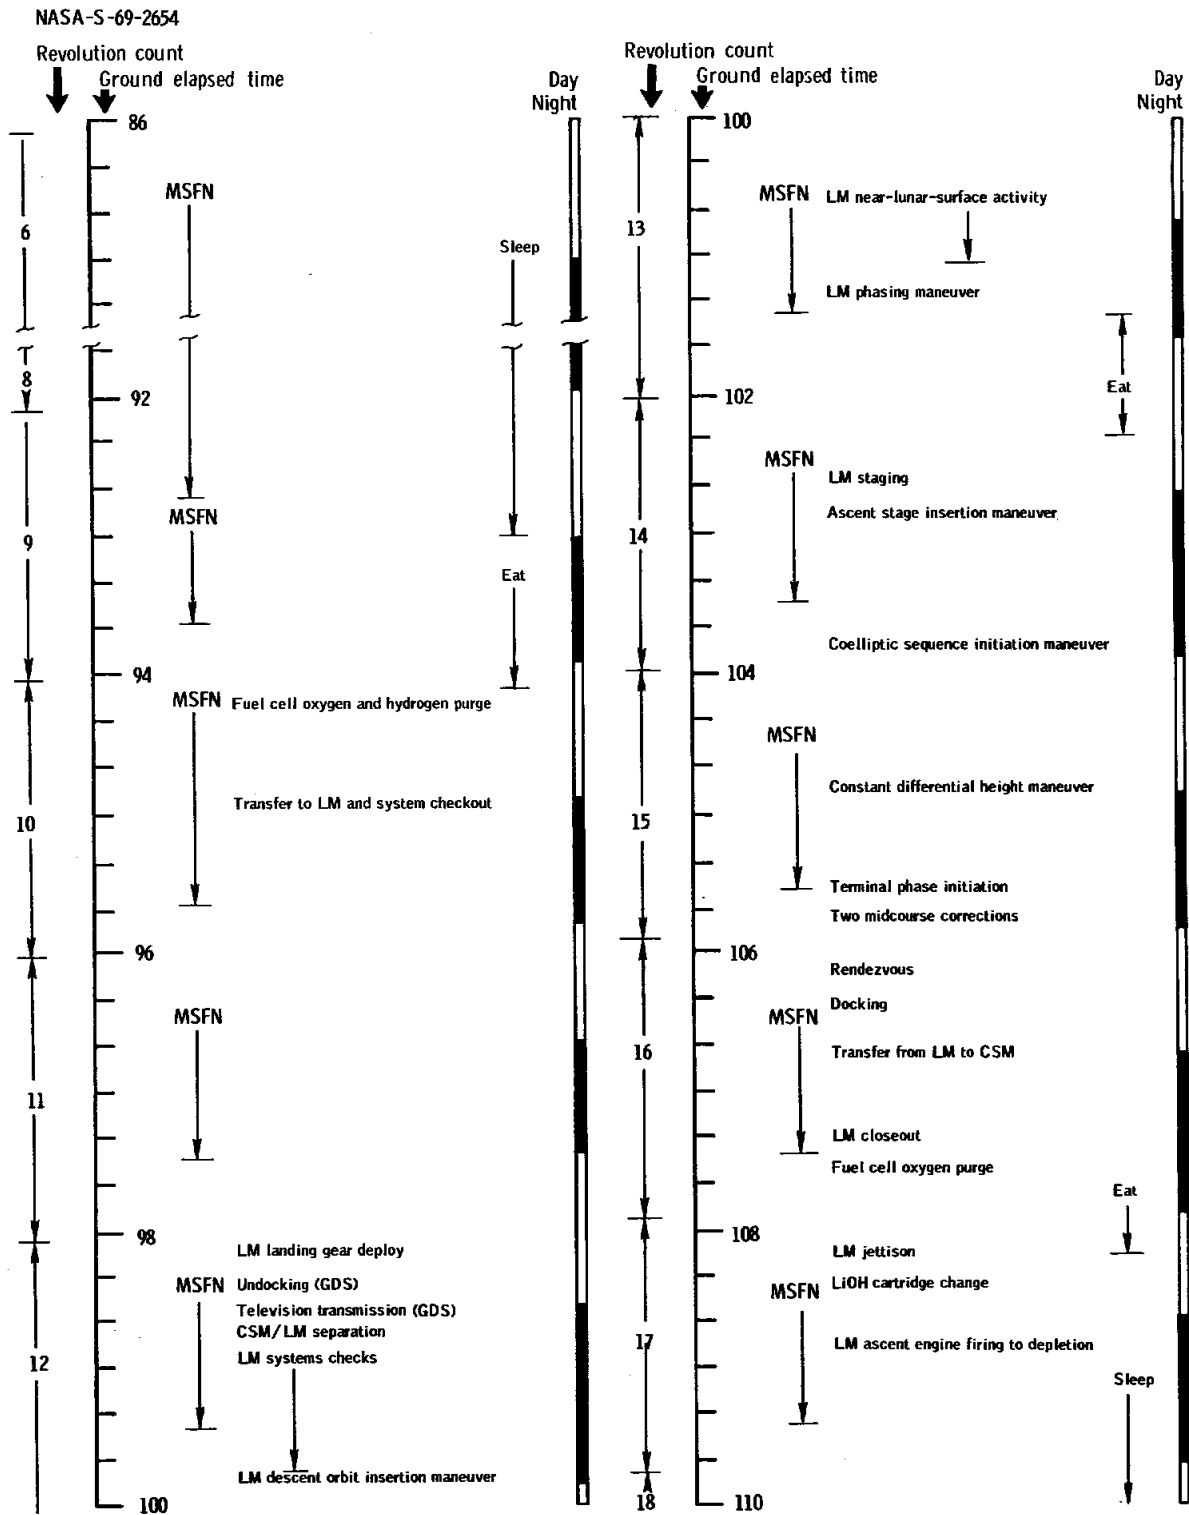 NASA-S-69-2654
Revolution count
Ground elapsed time
Day
Night
86
MSFN
6
Sleep
8
92
MSFN
9
Eat
94
MSFN Fuel cell oxygen and hydrogen purge
Transfer to LM and system checkout
10
96
MSFN
11
98
LM landing gear deploy
MSFN Undocking (GDS)
Television transmission (GDS)
CSM/LM separation
LM systems checks
12
LM descent orbit insertion maneuver
100
Revolution count
Ground elapsed time
Day
Night
100
MSFN LM near-lunar-surface activity
13
LM phasing maneuver
Eat
102
MSFN
LM staging
Ascent stage insertion maneuver
14
Coelliptic sequence initiation maneuver
104
MSFN
Constant differential height maneuver
15
Terminal phase initiation
Two midcourse corrections
106
Rendezvous
Docking
MSFN
Transfer from LM to CSM
16
LM closeout
Fuel cell oxygen purge
Eat
108
LM jettison
LiOH cartridge change
MSFN
17
LM ascent engine firing to depletion
Sleep
18
110